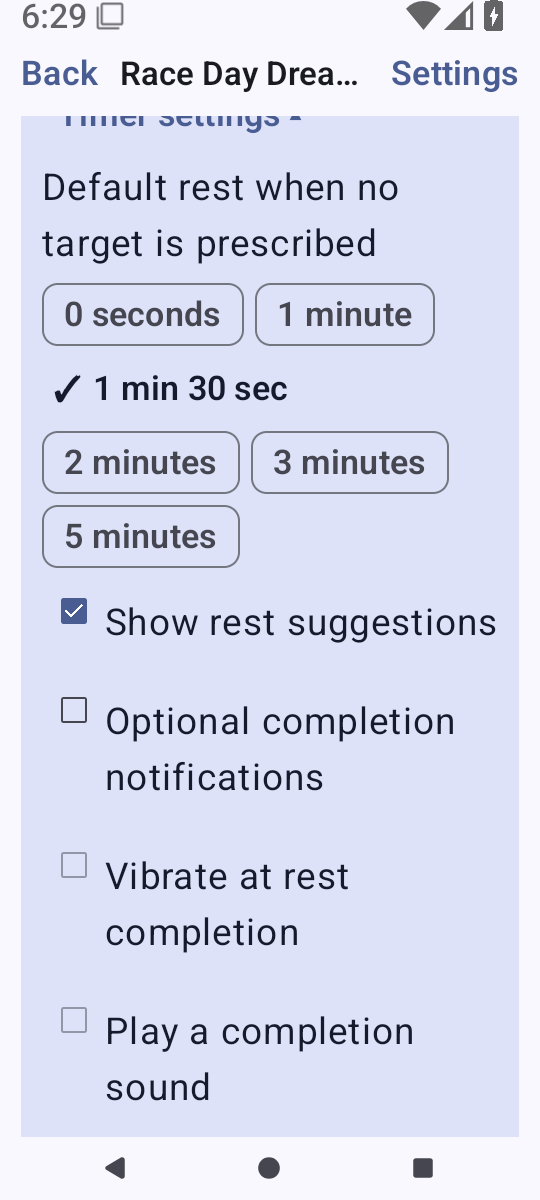 6:29
Back Race Day Drea... Settings
Timer settings
Default rest when no
target is prescribed
0 seconds 1 minute
✓ 1 min 30 sec
2 minutes 3 minutes
5 minutes
Show rest suggestions
Optional completion
notifications
Vibrate at rest
completion
Play a completion
sound